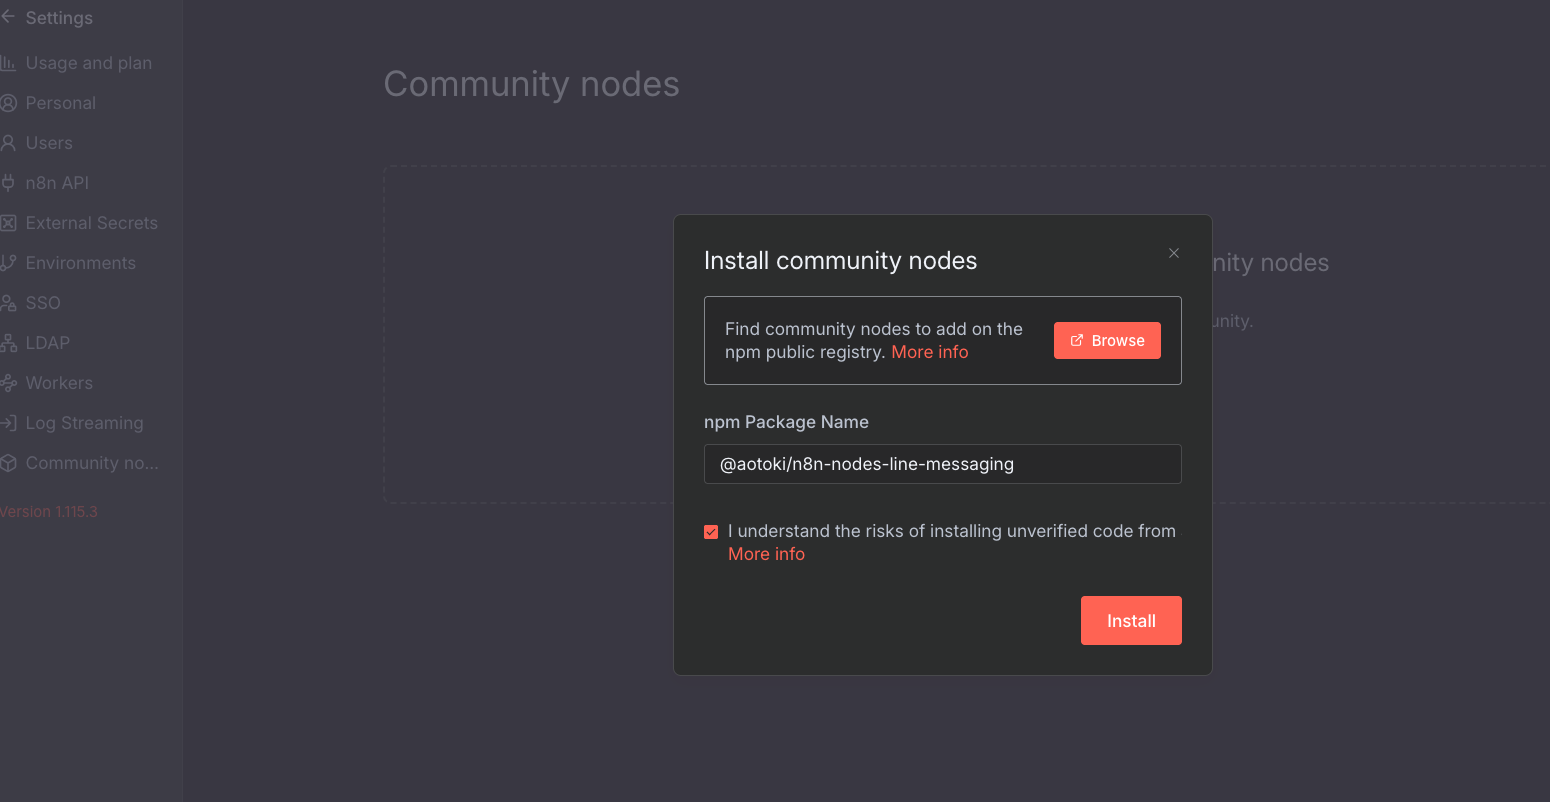 Settings
Usage and plan
Personal
Users
n8n API
External Secrets
Environments
SSO
LDAP
Workers
Log Streaming
Community no...
Version 1.115.3
Community nodes
nity nodes
unity.
Install community nodes
Find community nodes to add on the
npm public registry. More info
Browse
npm Package Name
@aotoki/n8n-nodes-line-messaging
I understand the risks of installing unverified code from
More info
Install